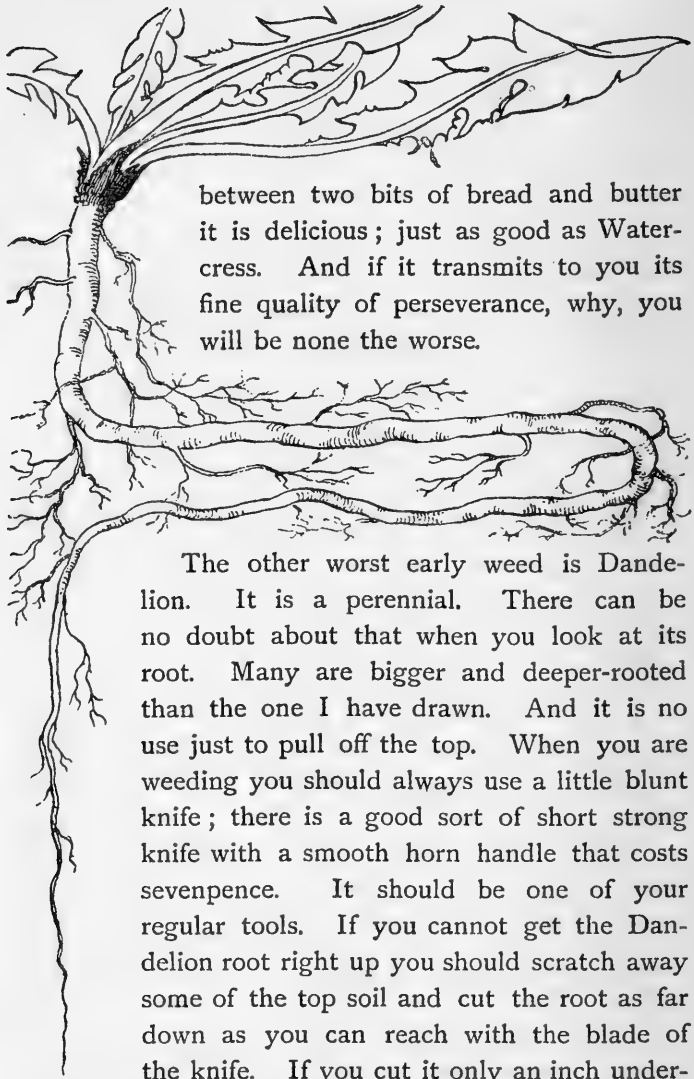 between two bits of bread and butter
it is delicious ; just as good as Water-
cress. And if it transmits to you its
fine quality of perseverance, why, you
will be none the worse.
The other worst early weed is Dande-
lion. It is a perennial. There can be
no doubt about that when you look at its
root. Many are bigger and deeper-rooted
than the one I have drawn. And it is no
use just to pull off the top. When you are
weeding you should always use a little blunt
knife ; there is a good sort of short strong
knife with a smooth horn handle that costs
sevenpence. It should be one of your
regular tools. If you cannot get the Dan-
delion root right up you should scratch away
some of the top soil and cut the root as far
down as you can reach with the blade of
the knife. If you cut it only an inch under-